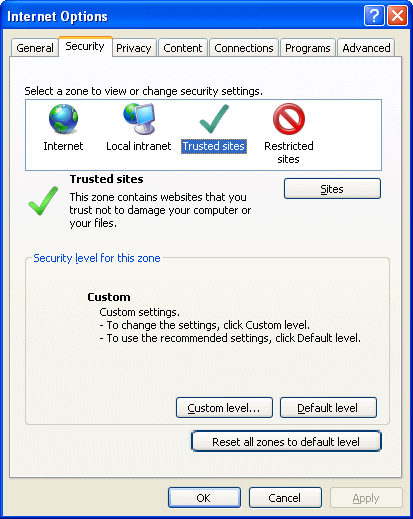 Internet Options
General Security Privacy Content Connections Programs Advanced
Select a zone to view or change security settings.
Internet Local intranet Trusted sites Restricted
sites
Trusted sites
Sites
This zone contains websites that you
trust not to damage your computer or
your files.
Security level for this zone
Custom
Custom settings.
- To change the settings, click Custom level.
- To use the recommended settings, click Default level.
Custom level... Default level
Reset all zones to default level
OK Cancel Apply